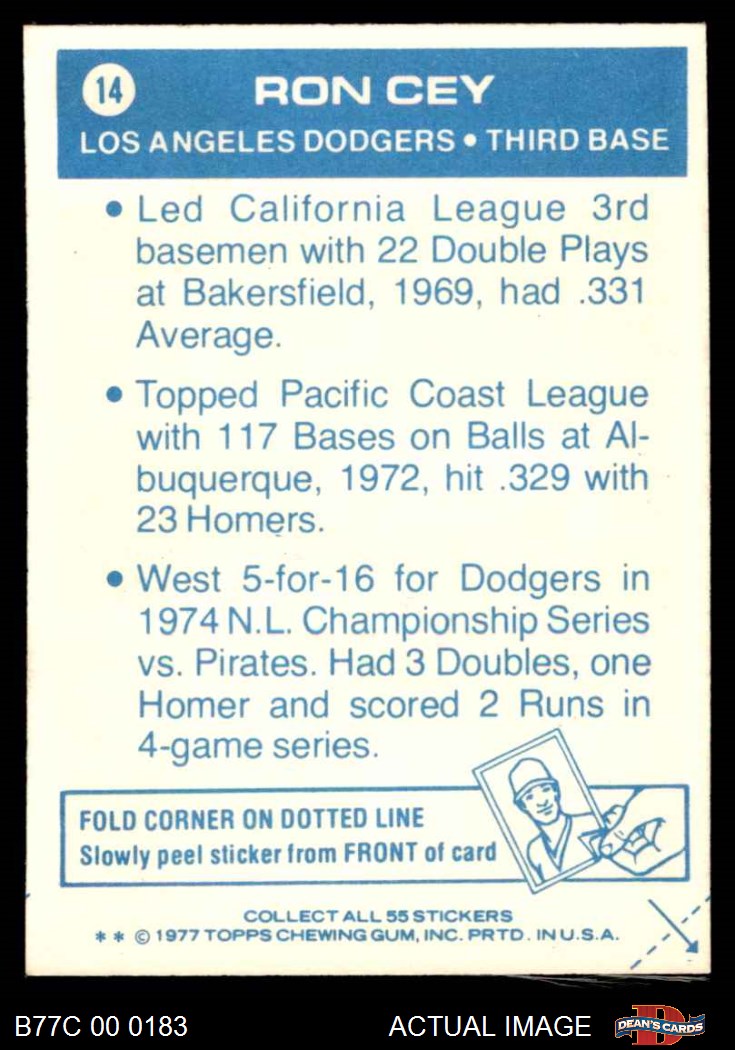 14
RON CEY
LOS ANGELES DODGERS • THIRD BASE
• Led California League 3rd
basemen with 22 Double Plays
at Bakersfield, 1969, had .331
Average.
• Topped Pacific Coast League
with 117 Bases on Balls at Al-
buquerque, 1972, hit .329 with
23 Homers.
• West 5-for-16 for Dodgers in
1974 N.L. Championship Series
vs. Pirates. Had 3 Doubles, one
Homer and scored 2 Runs in
4-game series.
FOLD CORNER ON DOTTED LINE
Slowly peel sticker from FRONT of card
COLLECT ALL 55 STICKERS
* * © 1977 TOPPS CHEWING GUM, INC. PRTD. IN U.S.A.
B77C 00 0183
ACTUAL IMAGE
D
DEAN'S CARDS